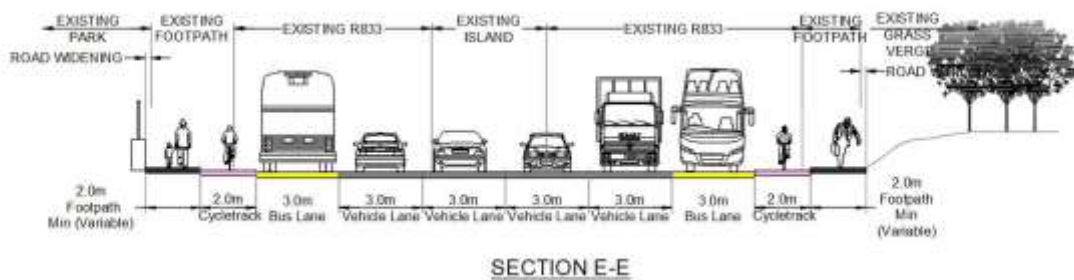 EXISTING
PARK
EXISTING
FOOTPATH
EXISTING R833
EXISTING
ISLAND
EXISTING R833
EXISTING
FOOTPATH
EXISTING
GRASS
VERGE
ROAD WIDENING
ROAD
2.0m
Footpath
Min (Variable)
2.0m
Cycletrack
3.0m
Bus Lane
3.0m
Vehicle Lane
3.0m
Vehicle Lane
3.0m
Vehicle Lane
3.0m
Vehicle Lane
3.0m
Bus Lane
2.0m
Cycletrack
2.0m
Footpath
Min (Variable)
SECTION E-E